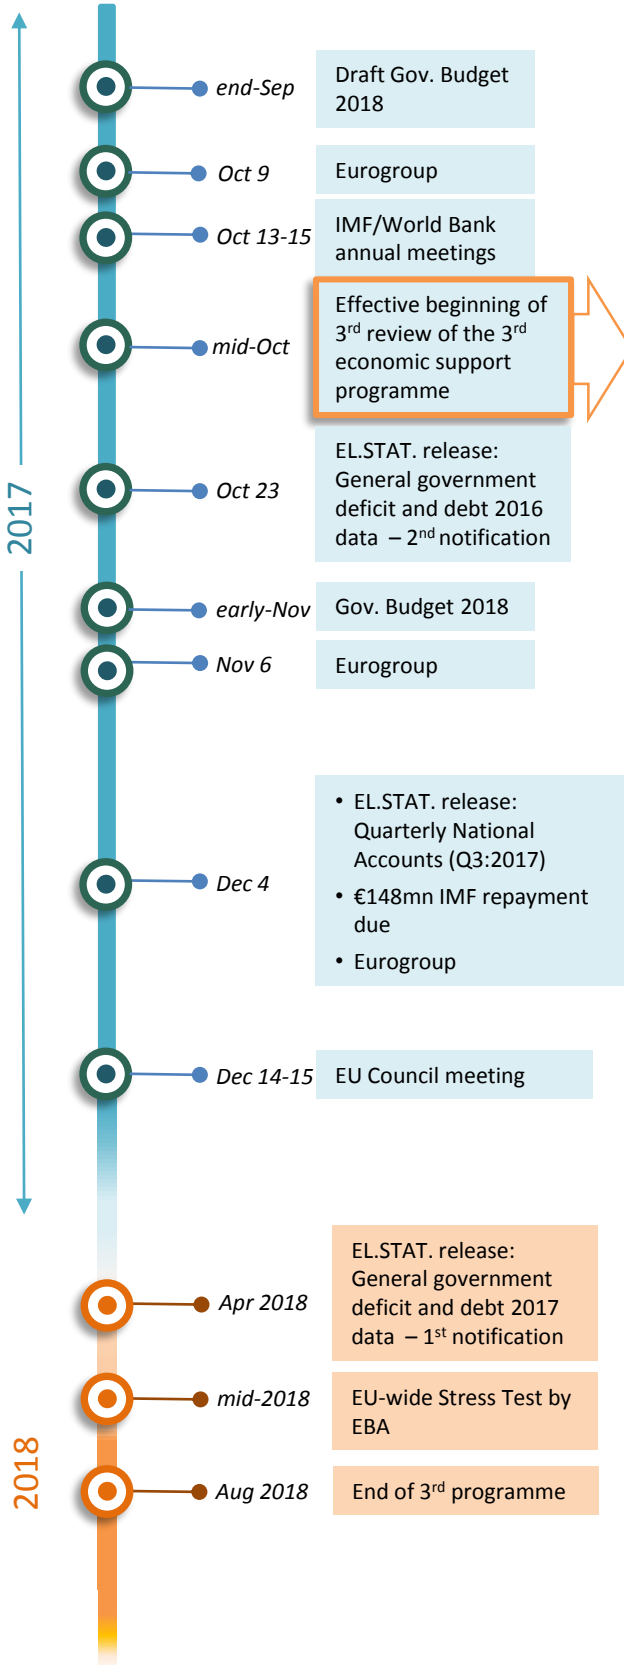 2017
end-Sep
Draft Gov. Budget
2018
Oct 9
Eurogroup
Oct 13-15
IMF/World Bank
annual meetings
mid-Oct
Effective beginning of
3rd review of the 3rd
economic support
programme
Oct 23
EL.STAT. release:
General government
deficit and debt 2016
data – 2nd notification
early-Nov
Gov. Budget 2018
Nov 6
Eurogroup
Dec 4
• EL.STAT. release:
Quarterly National
Accounts (Q3:2017)
• €148mn IMF repayment
due
• Eurogroup
Dec 14-15
EU Council meeting
2018
Apr 2018
EL.STAT. release:
General government
deficit and debt 2017
data – 1st notification
mid-2018
EU-wide Stress Test by
EBA
Aug 2018
End of 3rd programme